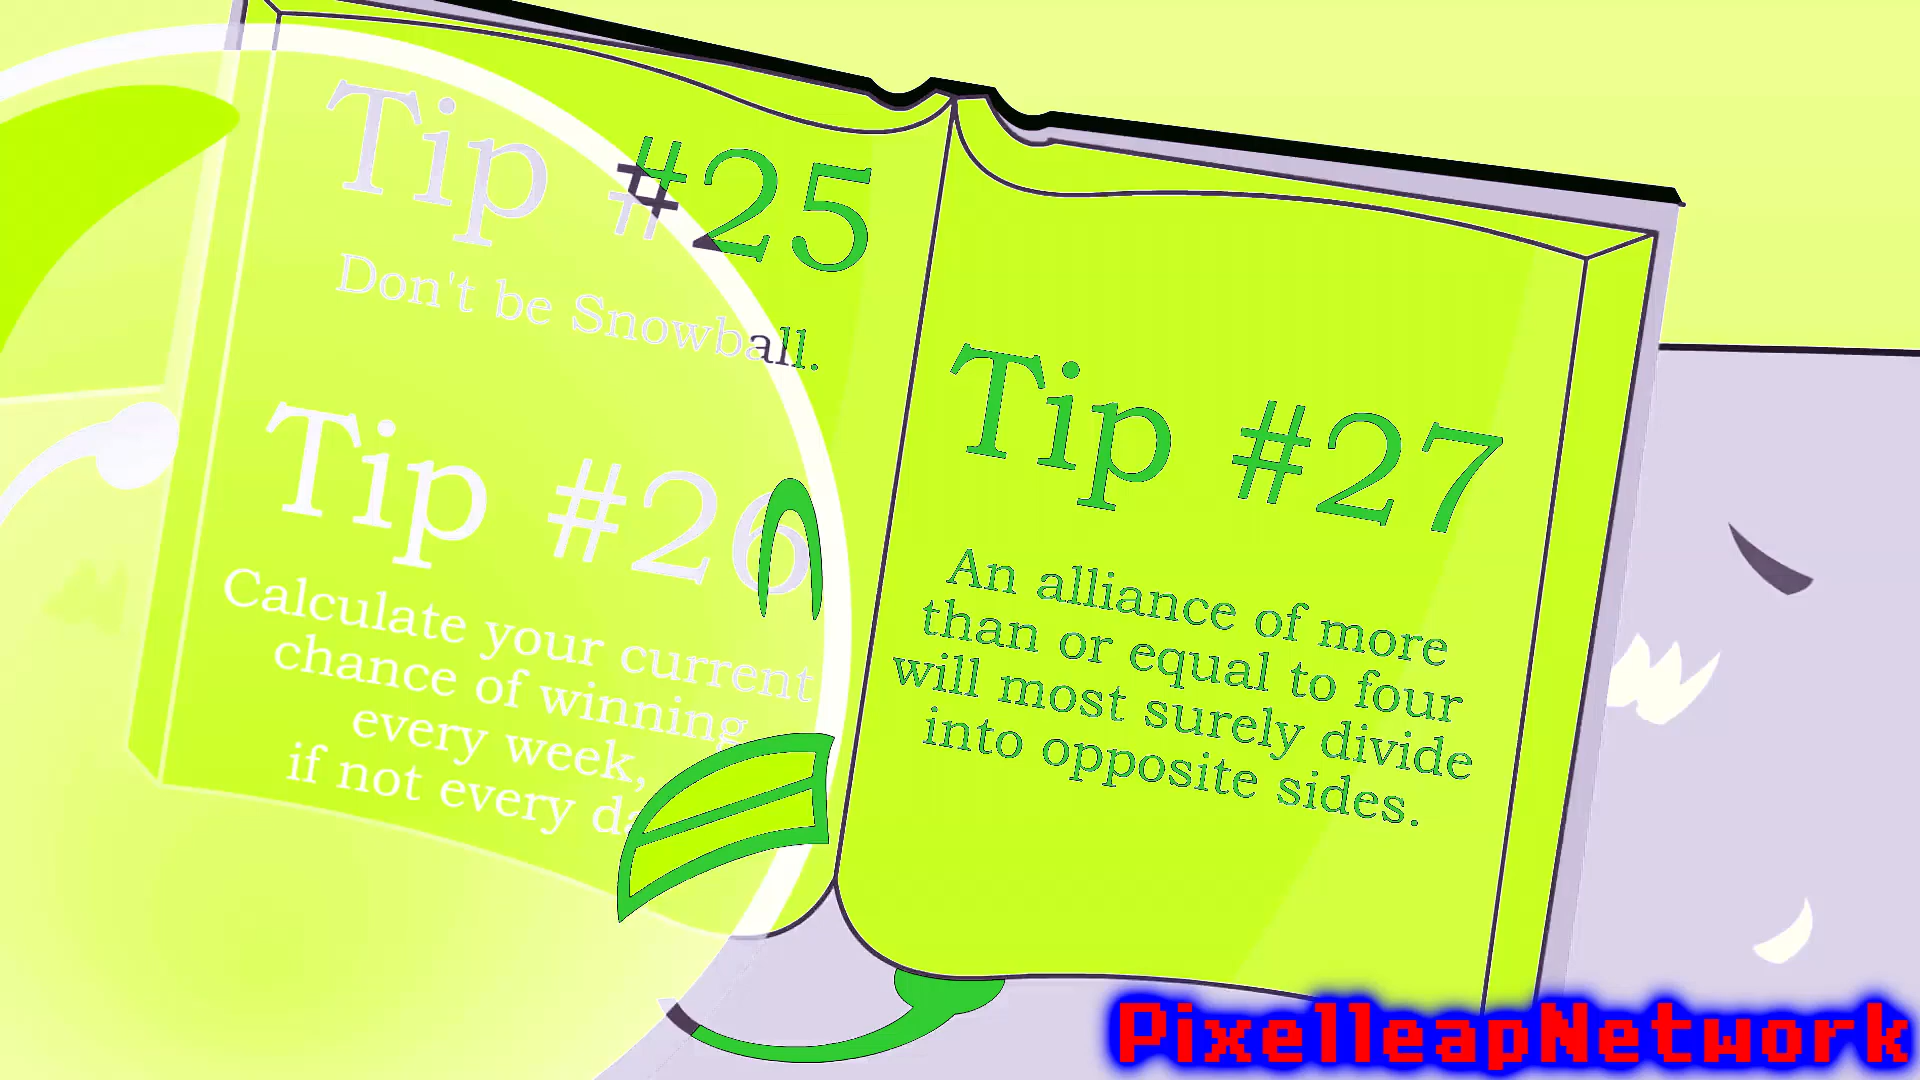 Tip #25
Don't be Snowball.
Tip #26
Calculate your current
chance of winning
every week,
if not every
Tip #27
An alliance of more
than or equal to four
will most surely divide
into opposite sides.
PixelleapNetwork